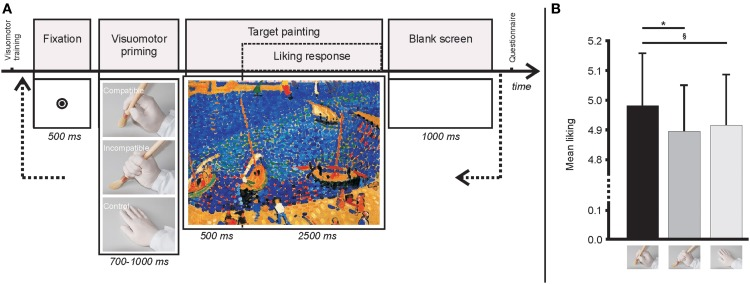 A
Visuomotor
training
Fixation
Visuomotor
priming
Target painting
Liking response
Blank screen
Questionnaire
time
Compatible
Incompatible
Control
500 ms
700-1000 ms
500 ms
2500 ms
1000 ms
B
Mean liking
5.2
5.1
5.0
4.9
4.8
0.1
0.0
*
§